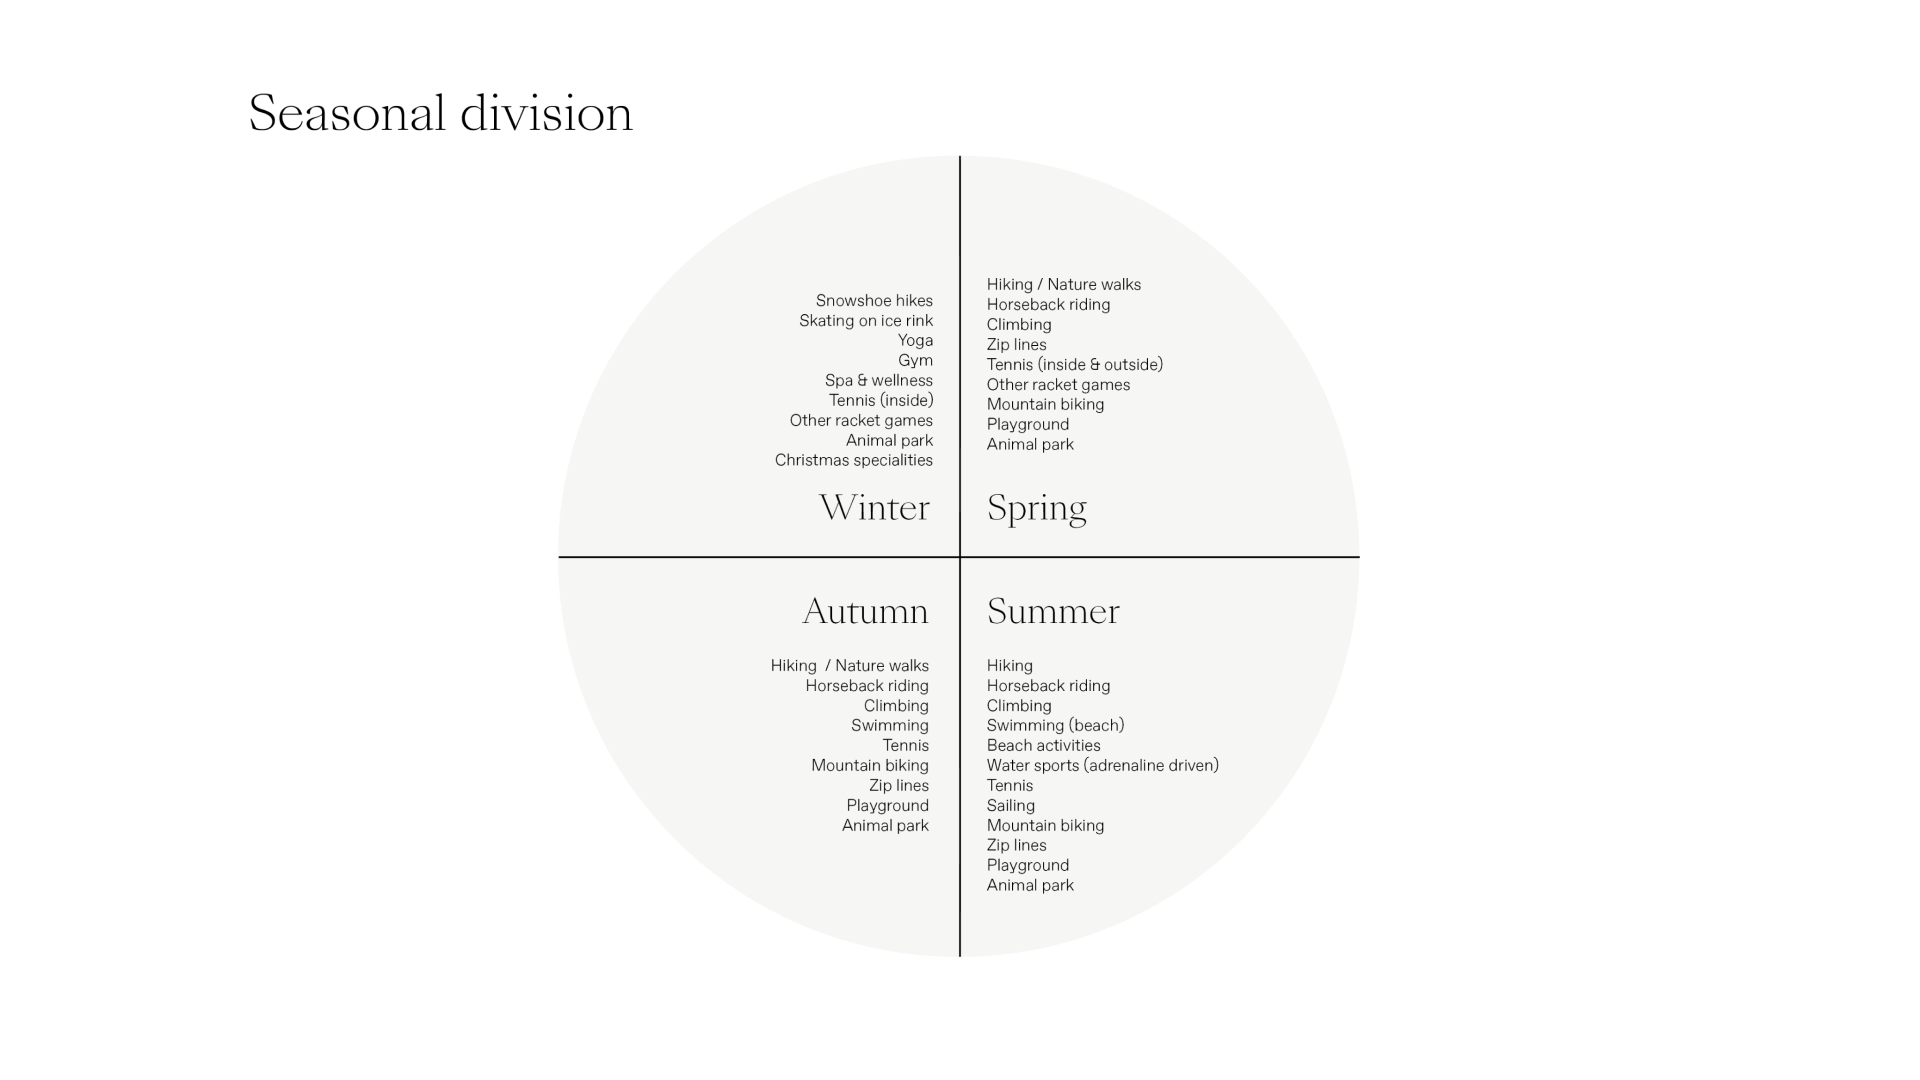 Seasonal division
Snowshoe hikes
Skating on ice rink
Yoga
Gym
Spa & wellness
Tennis (inside)
Other racket games
Animal park
Christmas specialities
Winter
Hiking / Nature walks
Horseback riding
Climbing
Zip lines
Tennis (inside & outside)
Other racket games
Mountain biking
Playground
Animal park
Spring
Autumn
Hiking  / Nature walks
Horseback riding
Climbing
Swimming
Tennis
Mountain biking
Zip lines
Playground
Animal park
Summer
Hiking
Horseback riding
Climbing
Swimming (beach)
Beach activities
Water sports (adrenaline driven)
Tennis
Sailing
Mountain biking
Zip lines
Playground
Animal park